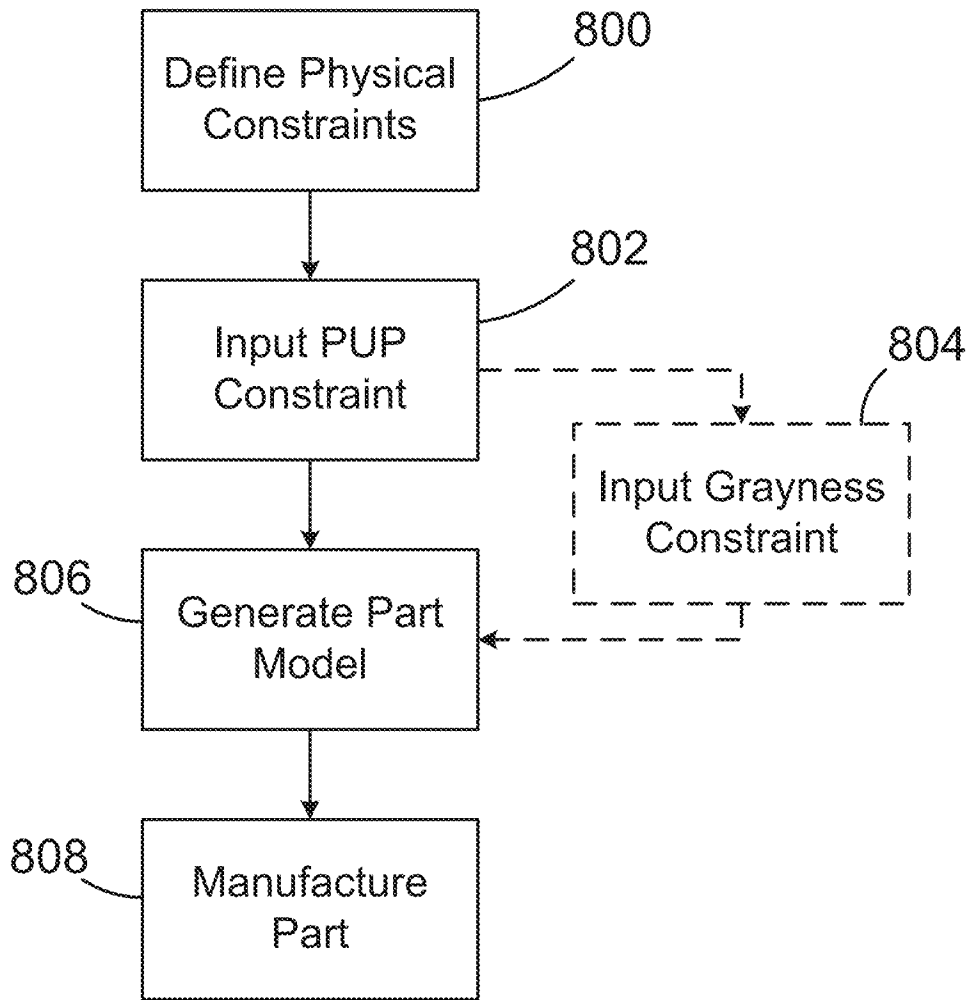 800
Define Physical
Constraints
802
Input PUP
Constraint
804
Input Grayness
Constraint
806
Generate Part
Model
808
Manufacture
Part